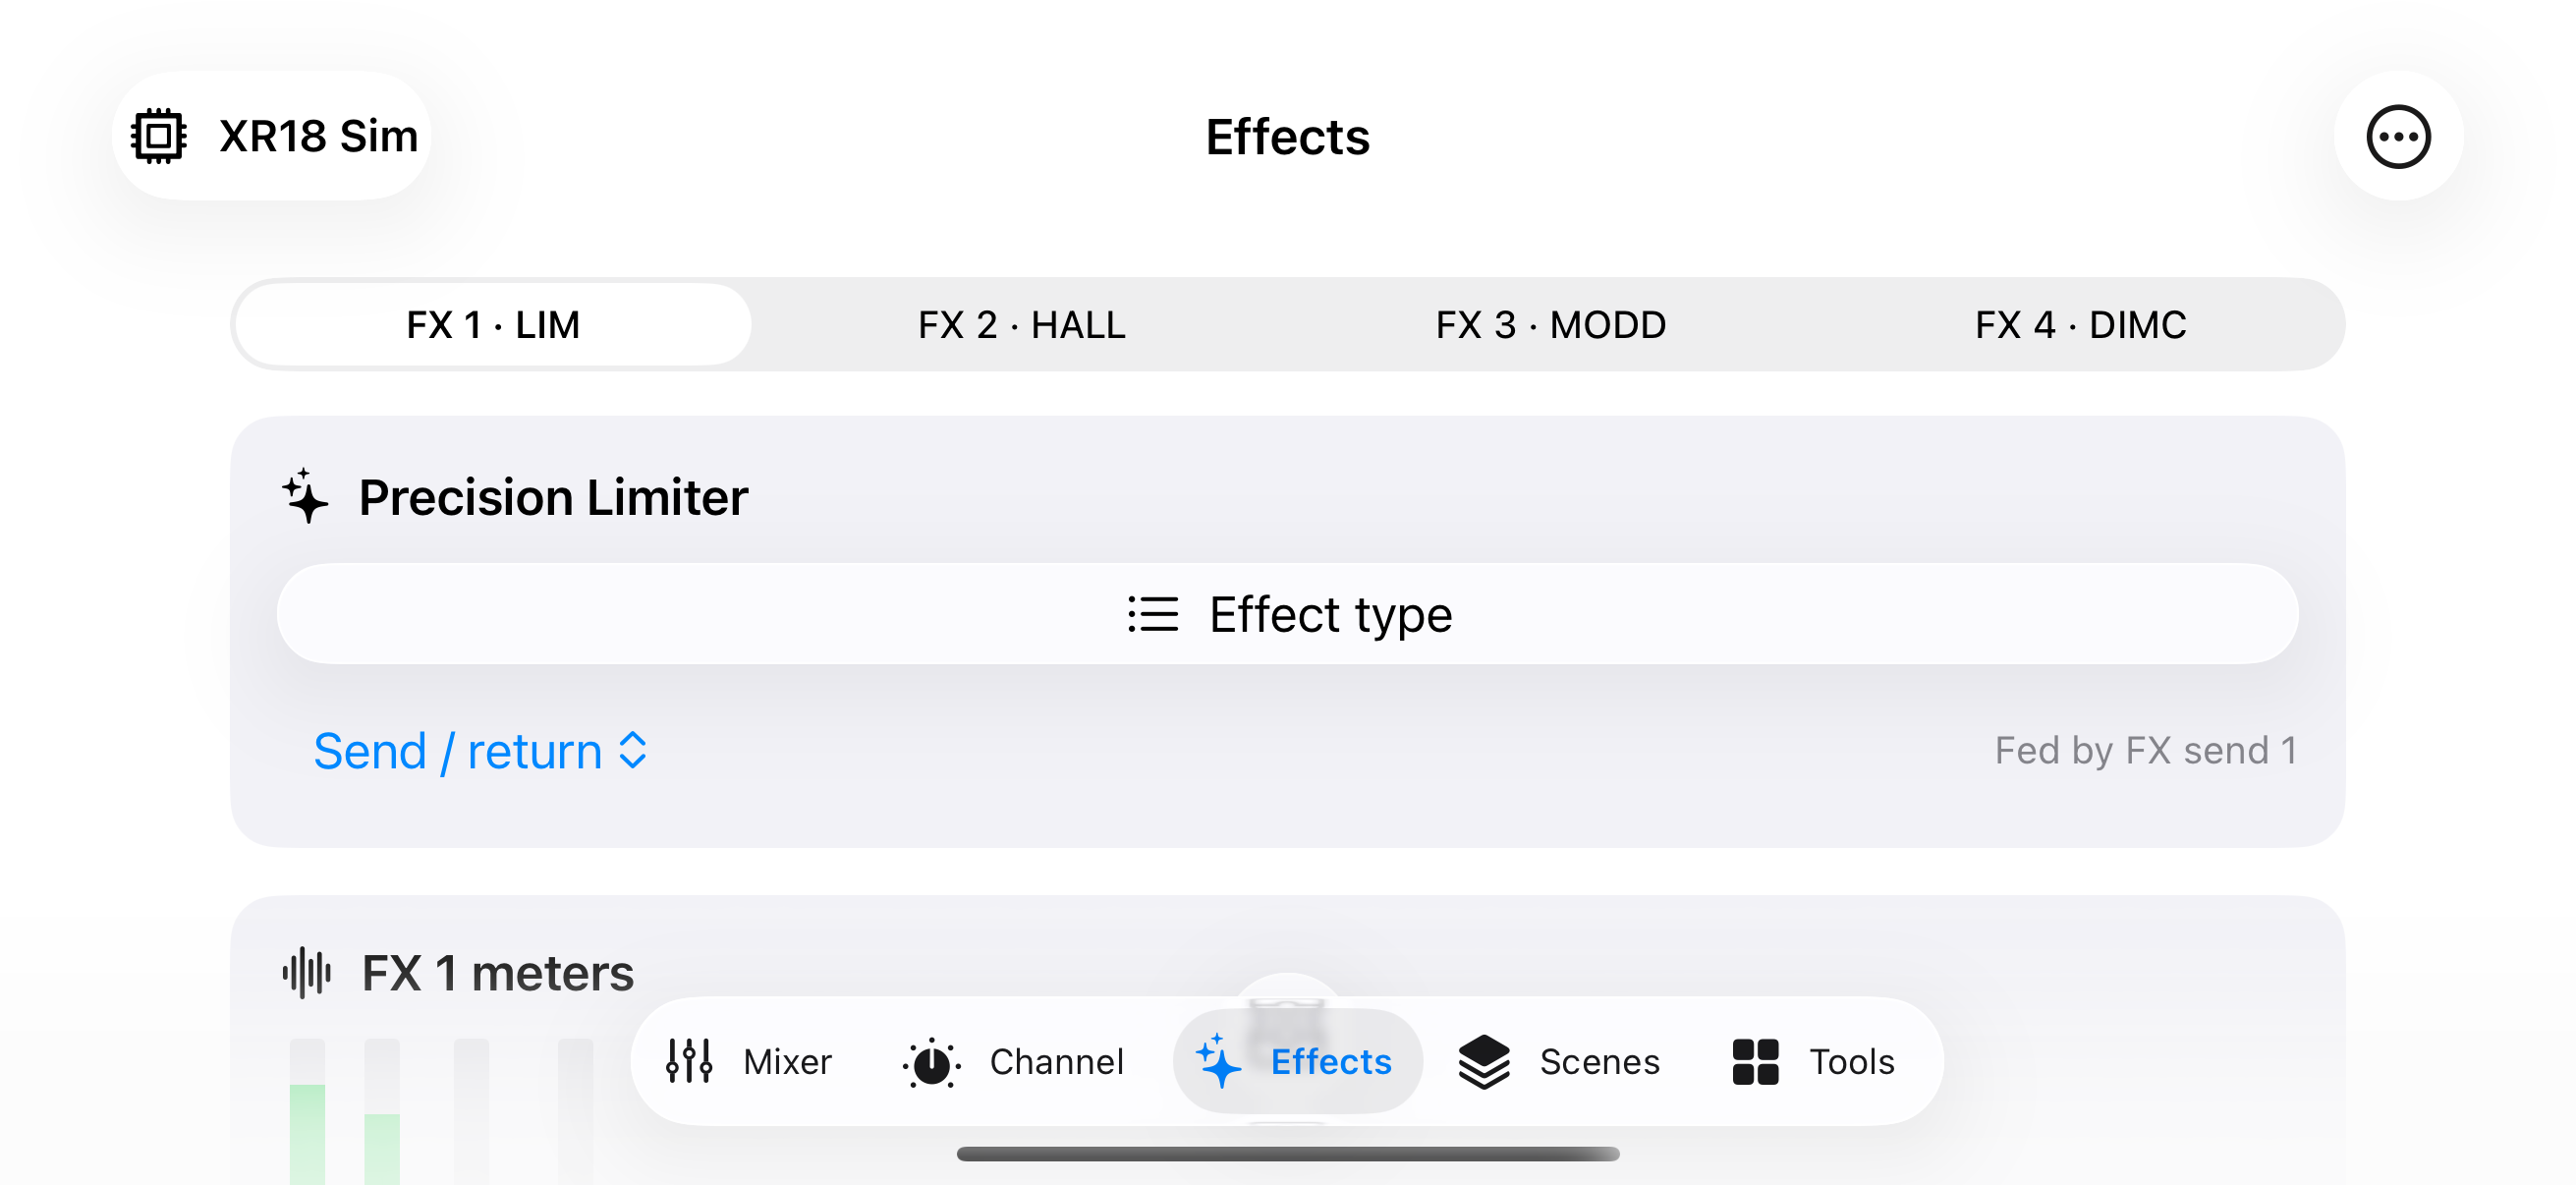 XR18 Sim
Effects
FX 1 · LIM
FX 2 · HALL
FX 3 · MODD
FX 4 · DIMC
Precision Limiter
Effect type
Send / return
Fed by FX send 1
FX 1 meters
Mixer
Channel
Effects
Scenes
Tools